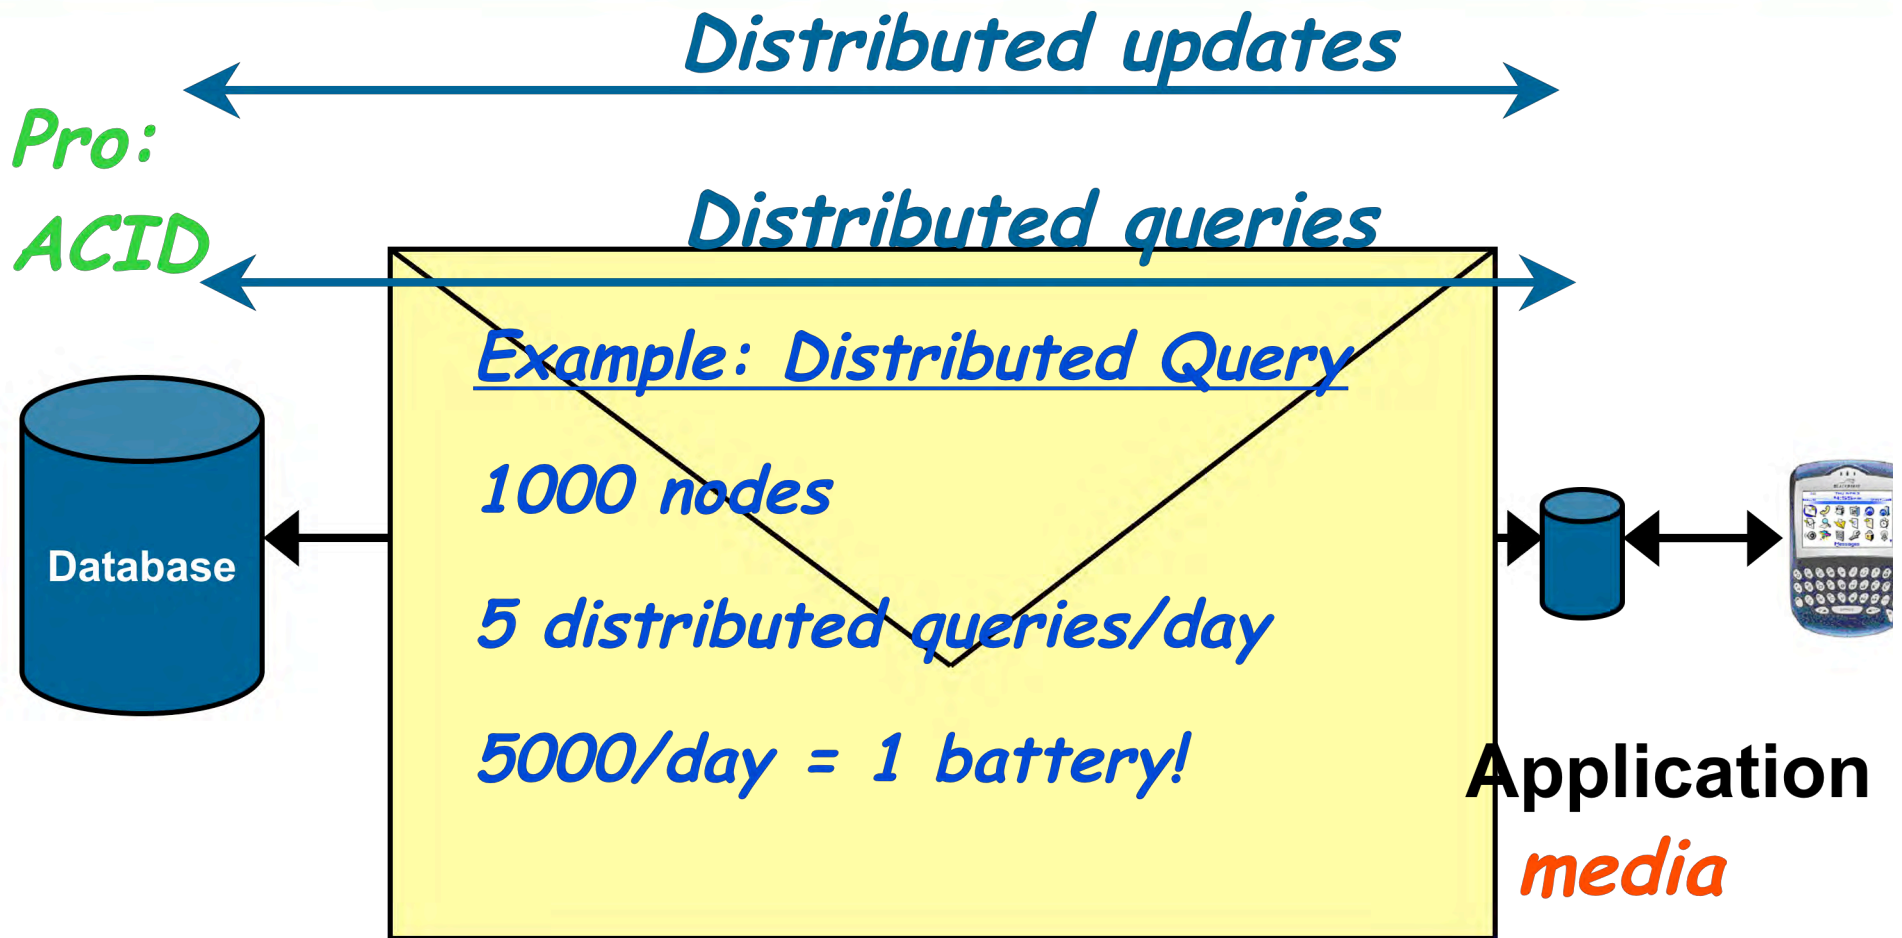 Distributed updates
Pro:
ACID
Distributed queries
Example: Distributed Query
1000 nodes
5 distributed queries/day
5000/day = 1 battery!
Database
Application
media